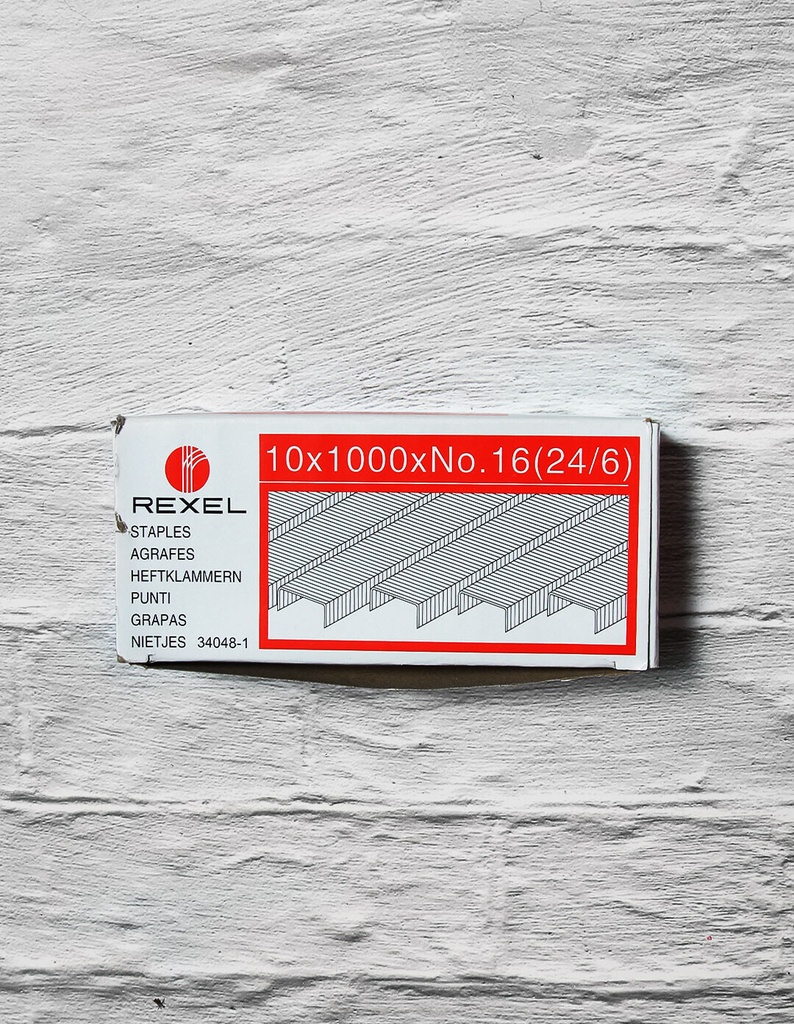 REXEL
STAPLES
AGRAFES
HEFTKLAMMERN
PUNTI
GRAPAS
NIETJES 34048-1
10x1000xNo.16(24/6)